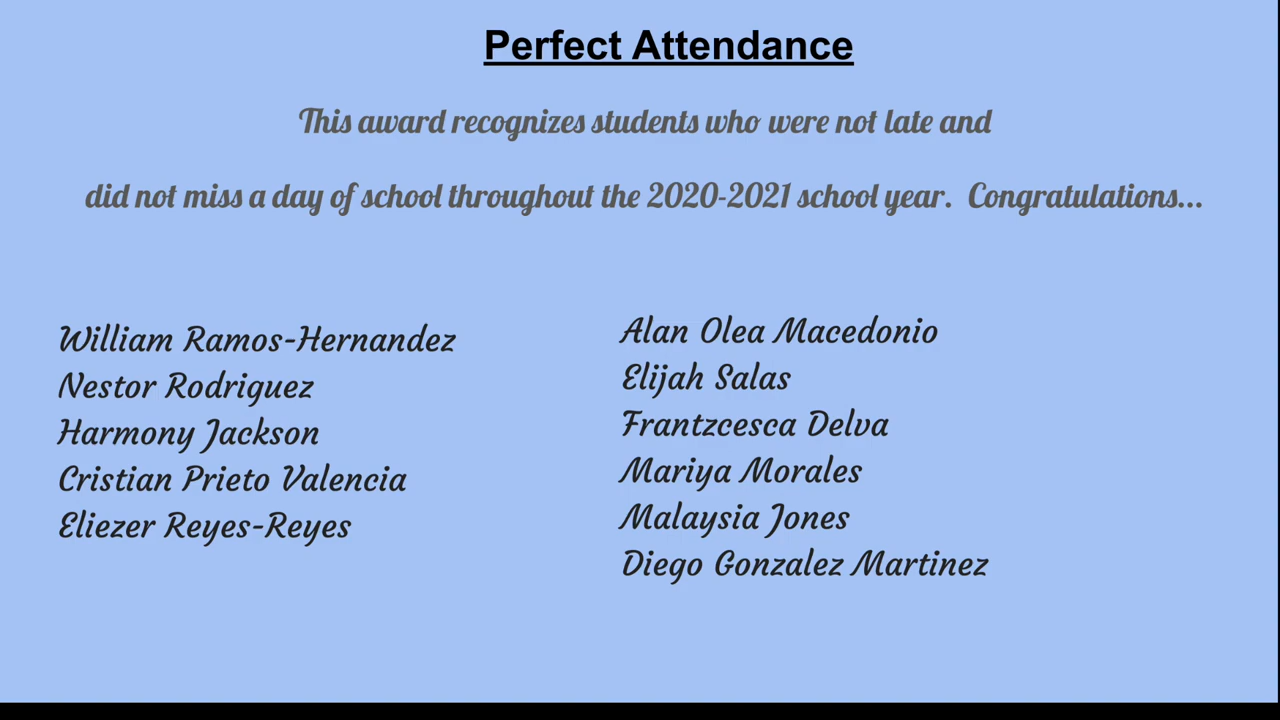 Perfect Attendance
This award recognizes students who were not late and
did not miss a day of school throughout the 2020-2021 school year. Congratulations...
William Ramos-Hernandez
Nestor Rodriguez
Harmony Jackson
Cristian Prieto Valencia
Eliezer Reyes-Reyes
Alan Olea Macedonio
Elijah Salas
Frantzcesca Delva
Mariya Morales
Malaysia Jones
Diego Gonzalez Martinez